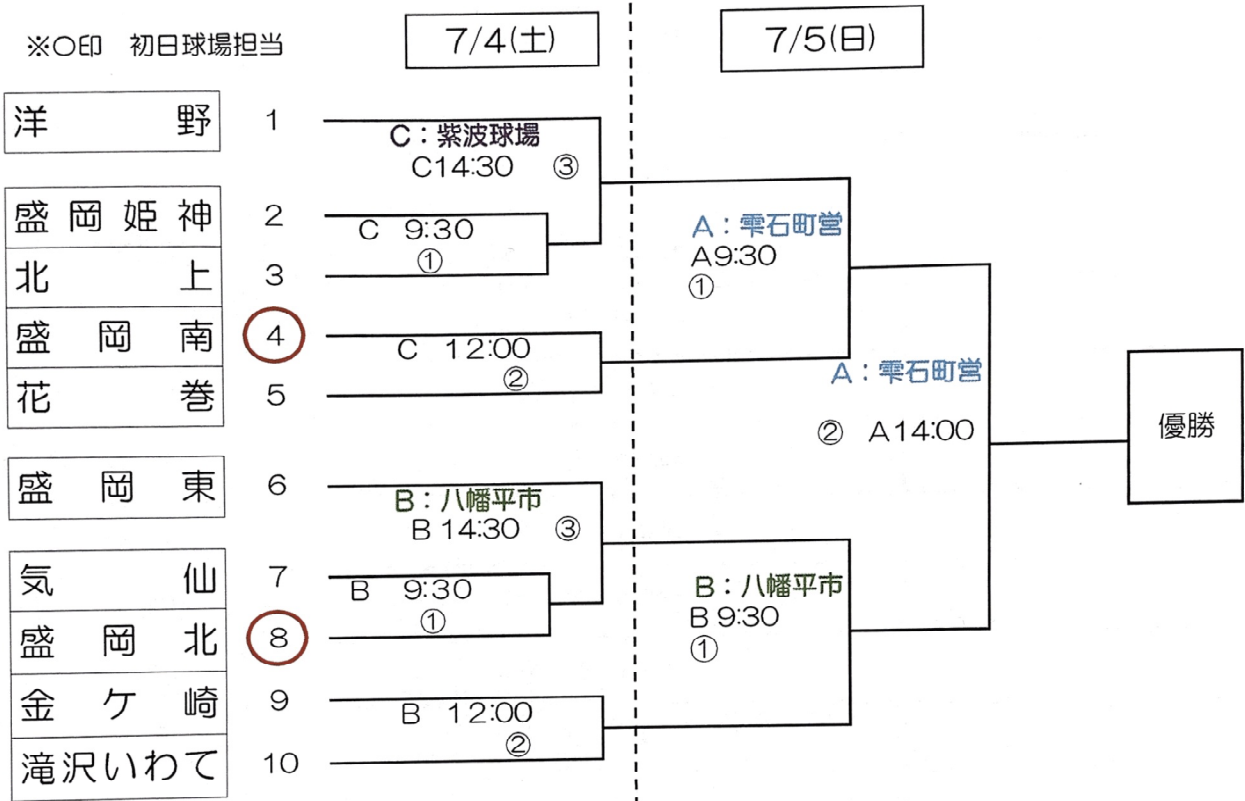 ※○印 初日球場担当
7/4(土)
7/5(日)
洋野 1
C：紫波球場
C14:30 ③
盛岡姫神 2
C 9:30
①
北上 3
A：雫石町営
A9:30
①
盛岡南 4
C 12:00
②
花巻 5
A：雫石町営
② A14:00
優勝
盛岡東 6
B：八幡平市
B 14:30 ③
気仙 7
B 9:30
①
盛岡北 8
B：八幡平市
B 9:30
①
金ケ崎 9
B 12:00
②
滝沢いわて 10